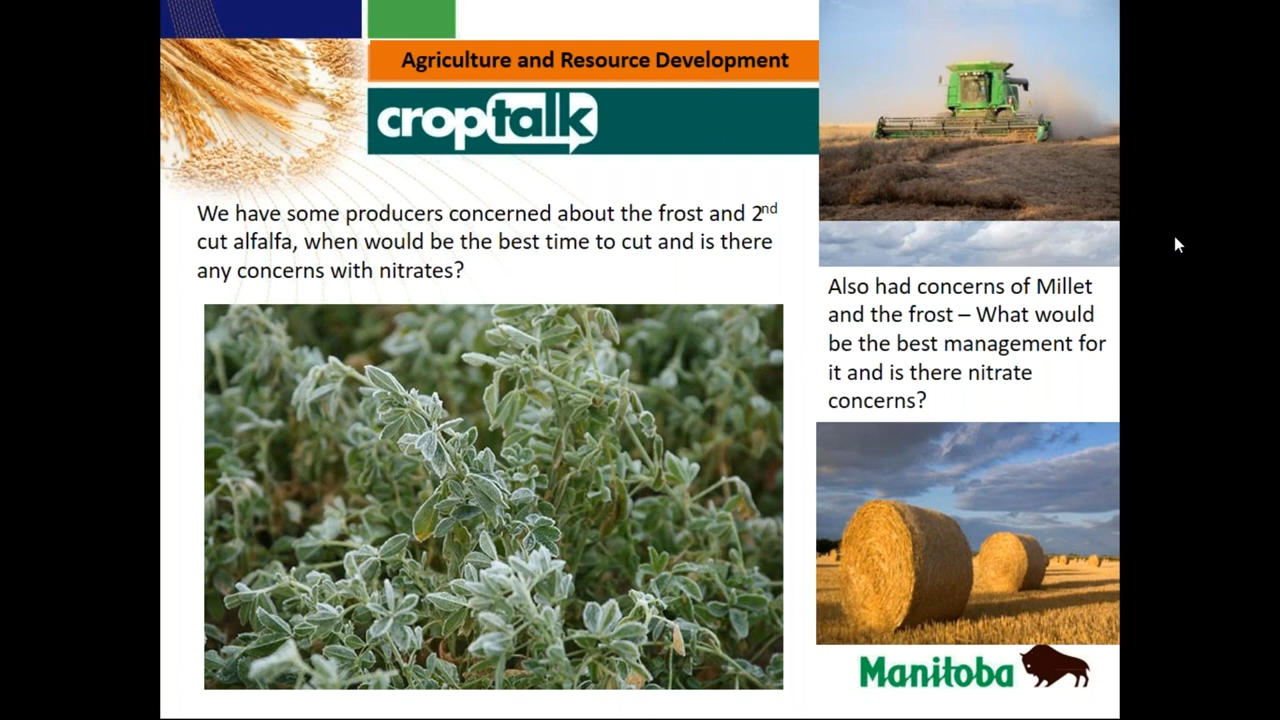 Agriculture and Resource Development
croptalk
We have some producers concerned about the frost and 2nd
cut alfalfa, when would be the best time to cut and is there
any concerns with nitrates?
Also had concerns of Millet
and the frost – What would
be the best management for
it and is there nitrate
concerns?
Manitoba